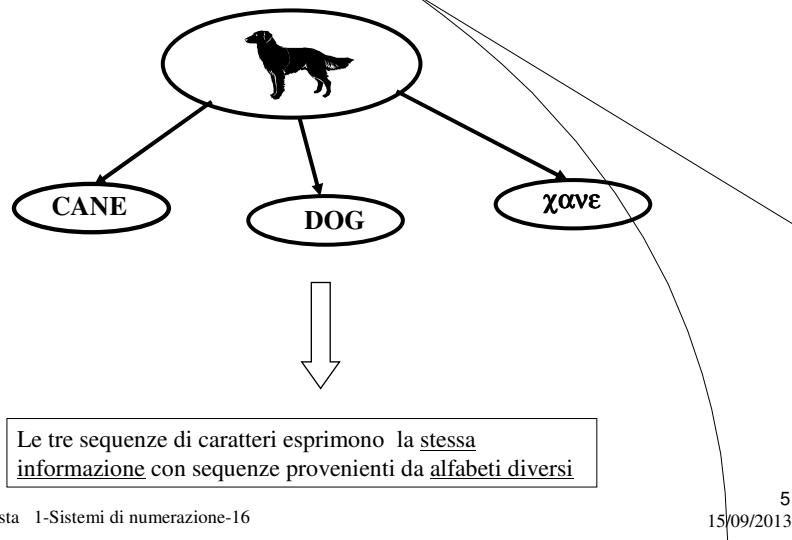 CANE
DOG
χανε
Le tre sequenze di caratteri esprimono la stessa
informazione con sequenze provenienti da alfabeti diversi
sta 1-Sistemi di numerazione-16
5
15/09/2013